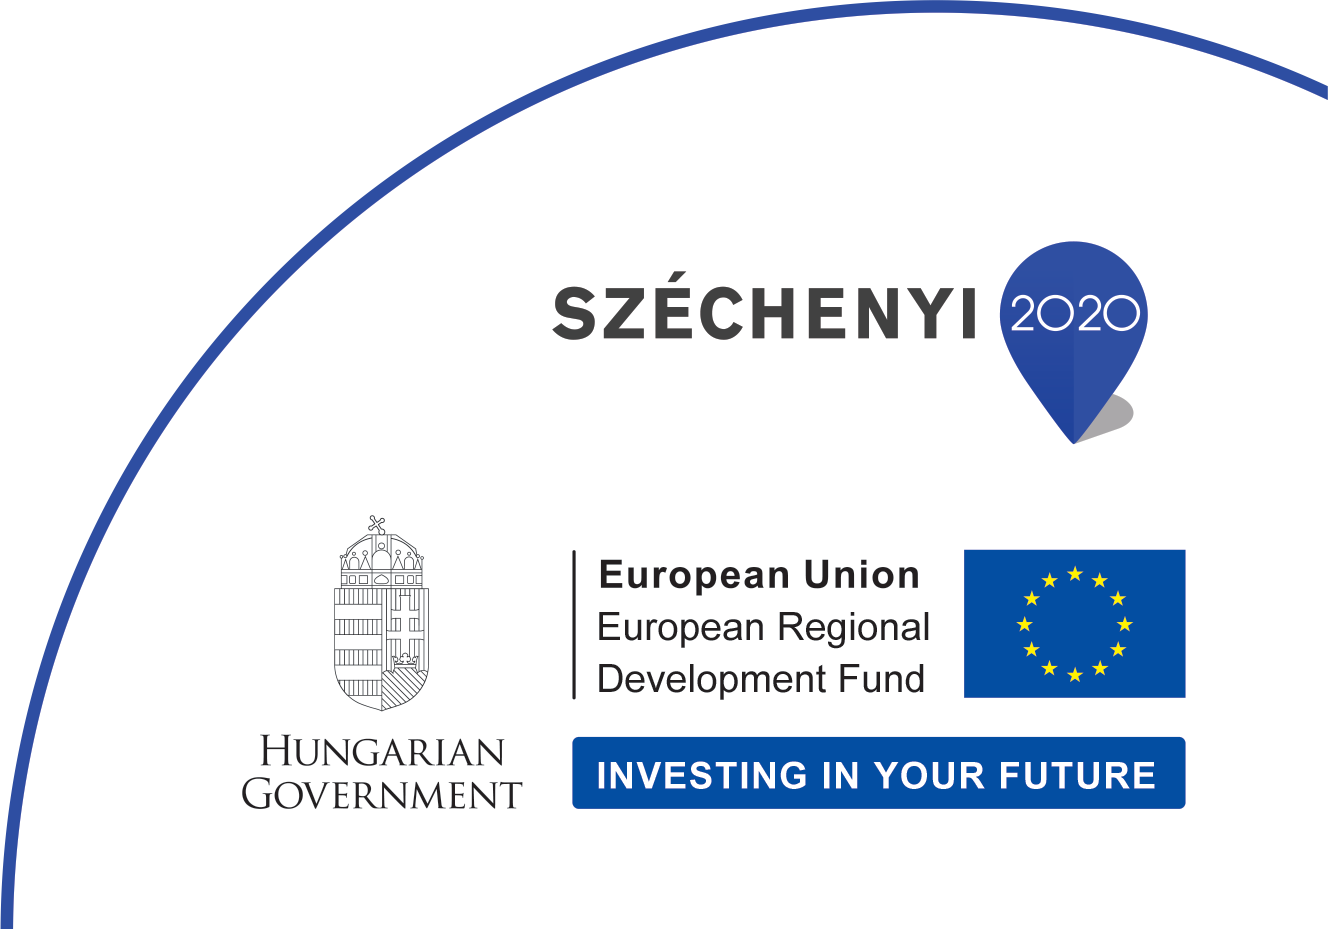 SZÉCHENYI 2020
European Union
European Regional
Development Fund
HUNGARIAN
GOVERNMENT
INVESTING IN YOUR FUTURE